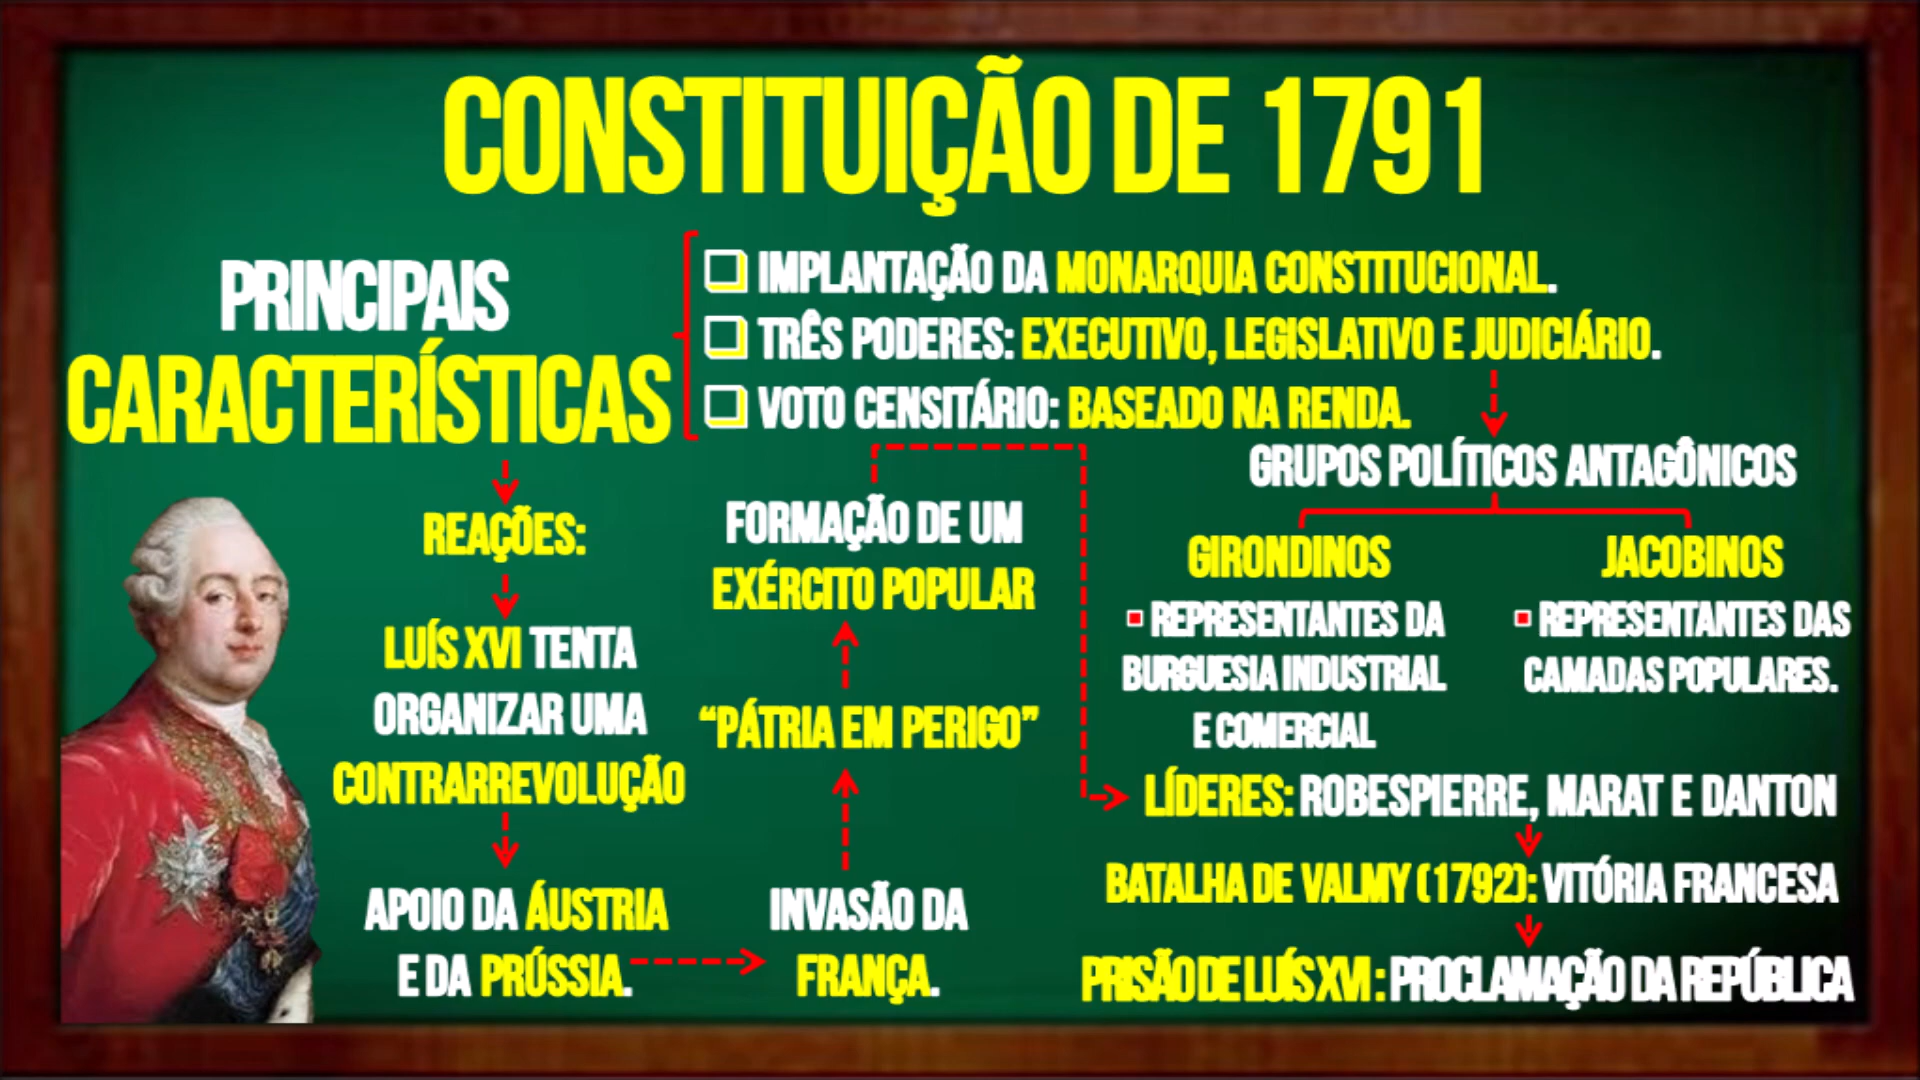 CONSTITUIÇÃO DE 1791
PRINCIPAIS
CARACTERÍSTICAS
IMPLANTAÇÃO DA MONARQUIA CONSTITUCIONAL.
TRÊS PODERES: EXECUTIVO, LEGISLATIVO E JUDICIÁRIO.
VOTO CENSITÁRIO: BASEADO NA RENDA.
REAÇÕES:
LUÍS XVI TENTA
ORGANIZAR UMA
CONTRARREVOLUÇÃO
APOIO DA ÁUSTRIA
E DA PRÚSSIA.
INVASÃO DA
FRANÇA.
“PÁTRIA EM PERIGO”
FORMAÇÃO DE UM
EXÉRCITO POPULAR
GRUPOS POLÍTICOS ANTAGÔNICOS
GIRONDINOS
REPRESENTANTES DA
BURGUESIA INDUSTRIAL
E COMERCIAL
JACOBINOS
REPRESENTANTES DAS
CAMADAS POPULARES.
LÍDERES: ROBESPIERRE, MARAT E DANTON
BATALHA DE VALMY (1792): VITÓRIA FRANCESA
PRISÃO DE LUÍS XVI : PROCLAMAÇÃO DA REPÚBLICA